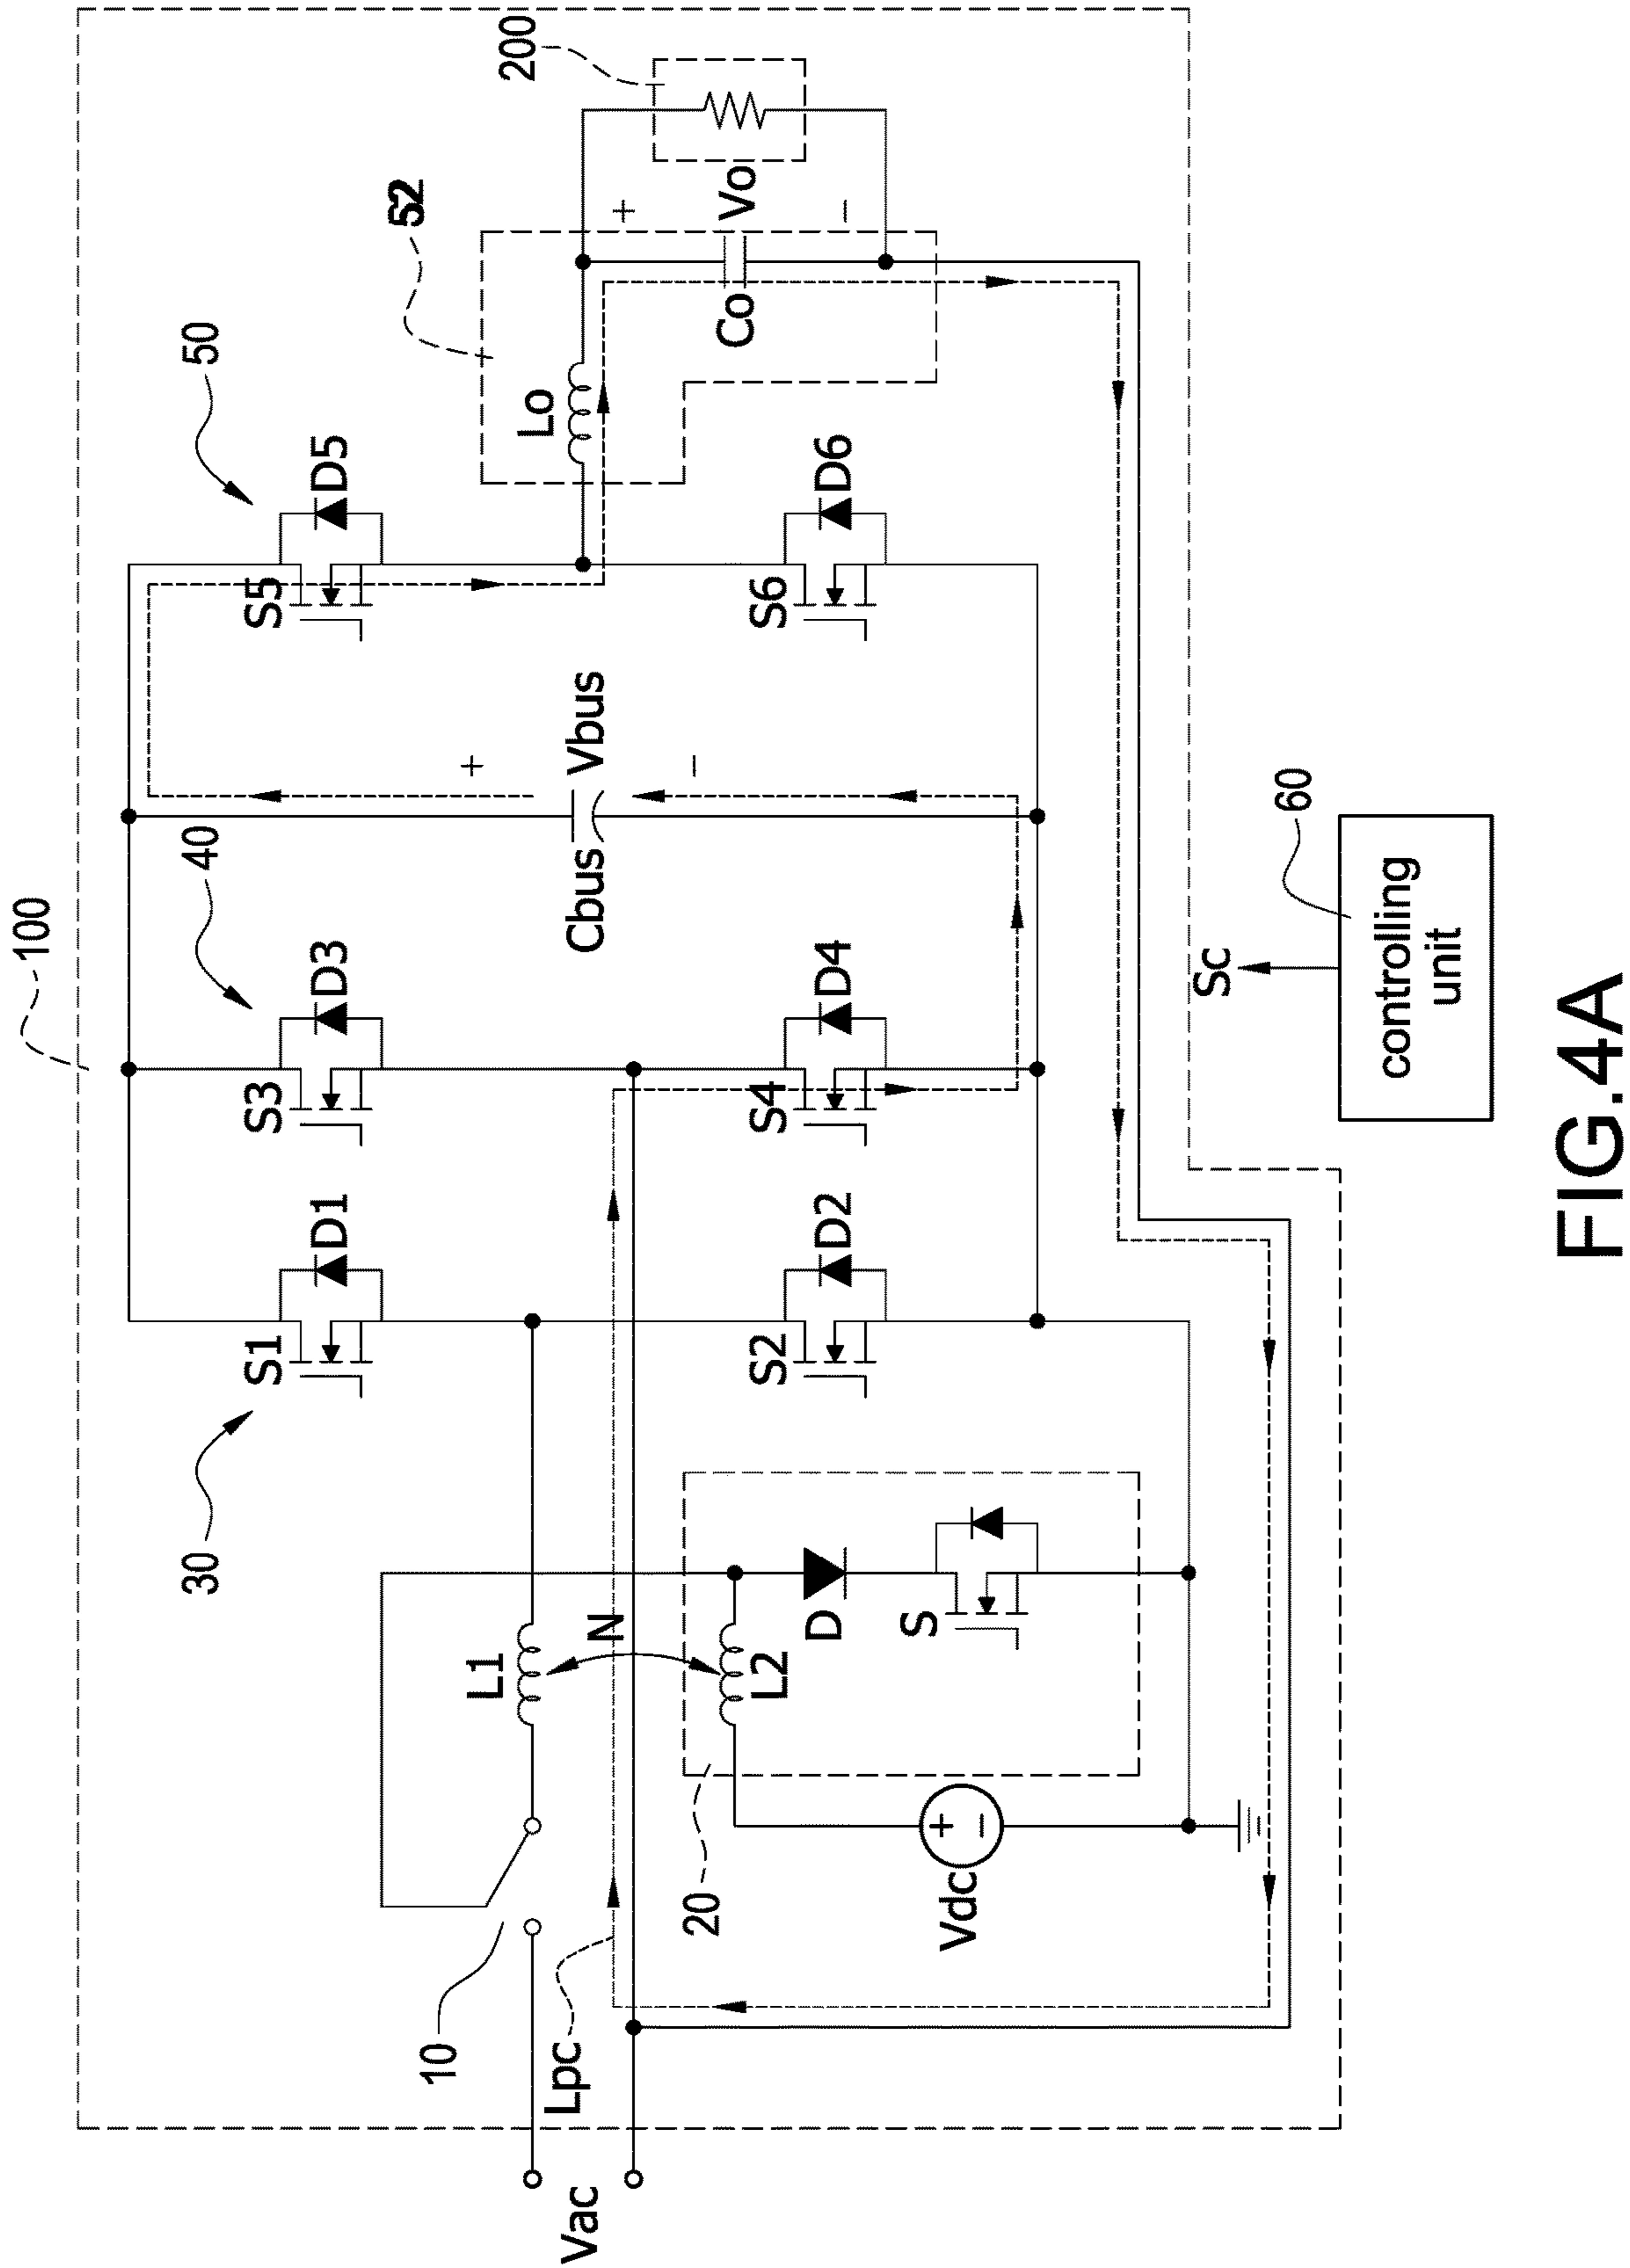 100
30
40
50
S1
D1
S3
D3
S5
D5
200
52
10
L1
Lo
+
Vo
−
Co
Lpc
Vac
N
+
Cbus
Vbus
−
20
L2
D
S
S2
D2
S4
D4
S6
D6
+
−
Vdc
Sc
60
controlling
unit
FIG.4A